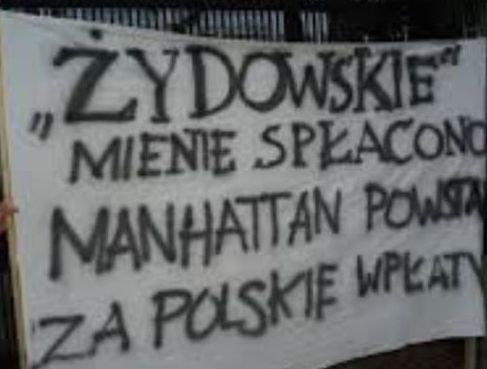 „ŻYDOWSKIE"
MIENIE SPŁACONO
MANHATTAN POWSTA
ZA POLSKIE WPŁATY